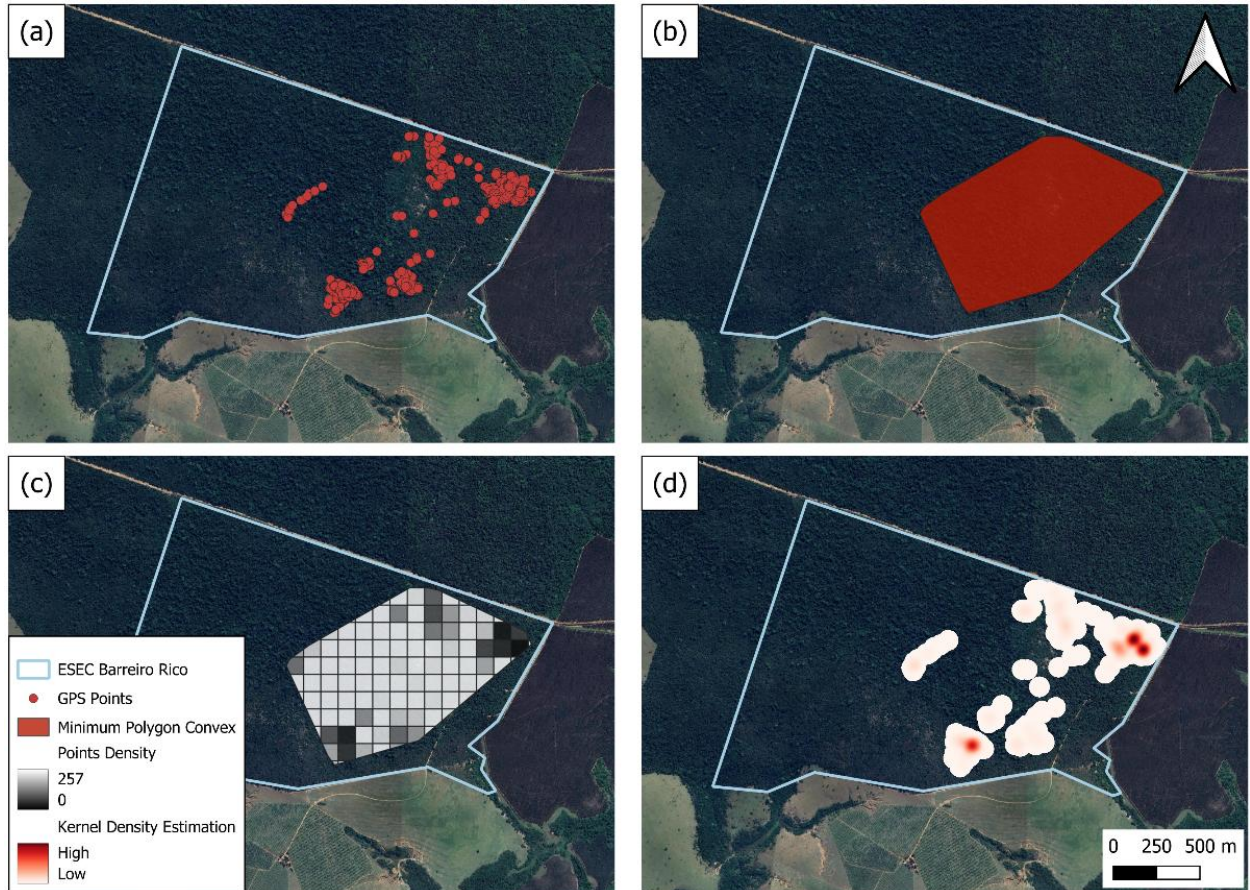 (a)
(b)
(c)
(d)
ESEC Barreiro Rico
GPS Points
Minimum Polygon Convex
Points Density
257
0
Kernel Density Estimation
High
Low
0 250 500 m